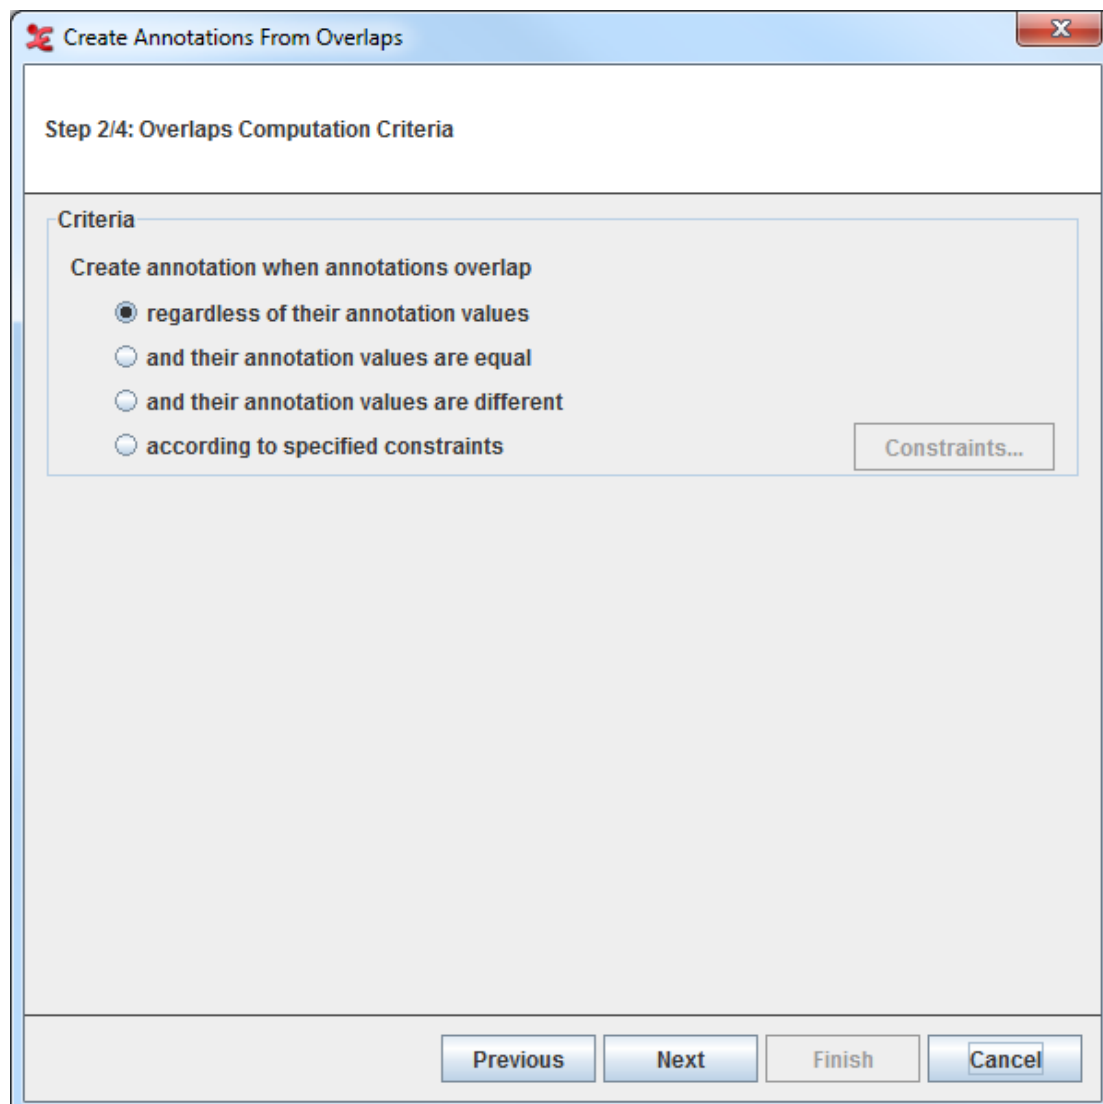 Create Annotations From Overlaps
Step 2/4: Overlaps Computation Criteria
Criteria
Create annotation when annotations overlap
regardless of their annotation values
and their annotation values are equal
and their annotation values are different
according to specified constraints
Constraints...
Previous Next Finish Cancel